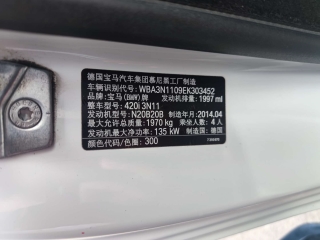 德国宝马汽车集团慕尼黑工厂制造
车辆识别代号: WBA3N1109EK303452
品牌: 宝马(BMW)牌 发动机排量: 1997 ml
整车型号: 420i 3N11
发动机型号: N20B20B 制造年月: 2014.04
最大允许总质量: 1970 kg 乘坐人数: 4 人
发动机最大净功率: 135 kW 制造国: 德国
颜色代码/色圈: 300